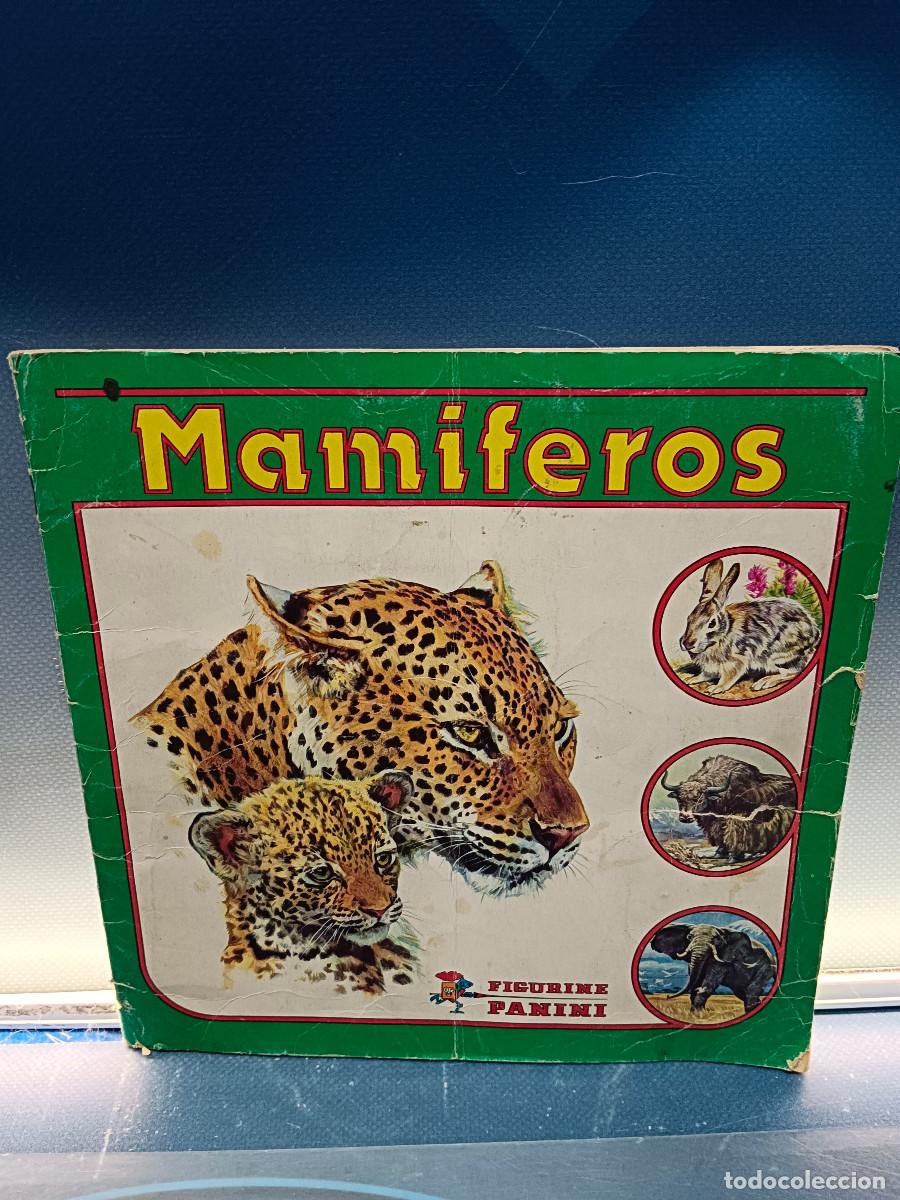 Mamiferos
FIGURINE
PANINI
todocoleccion